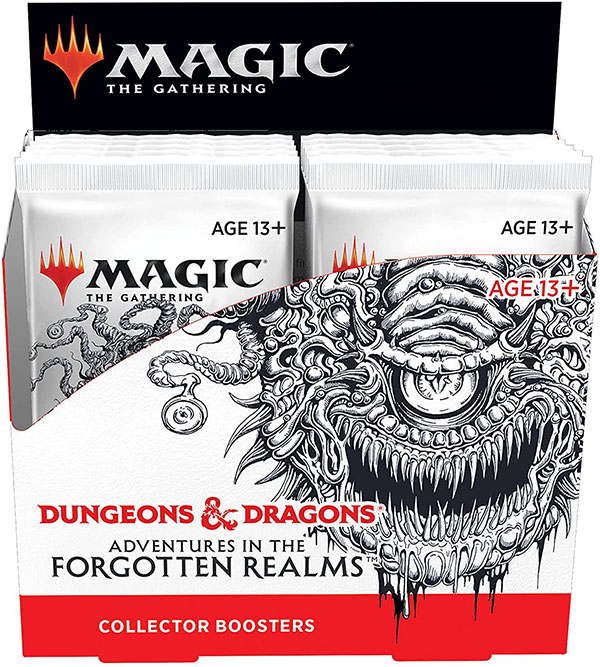 MAGIC
THE GATHERING
AGE 13+
AGE 13+
MAGIC
THE GATHERING
AGE 13+
DUNGEONS & DRAGONS®
ADVENTURES IN THE
FORGOTTEN REALMS™
COLLECTOR BOOSTERS